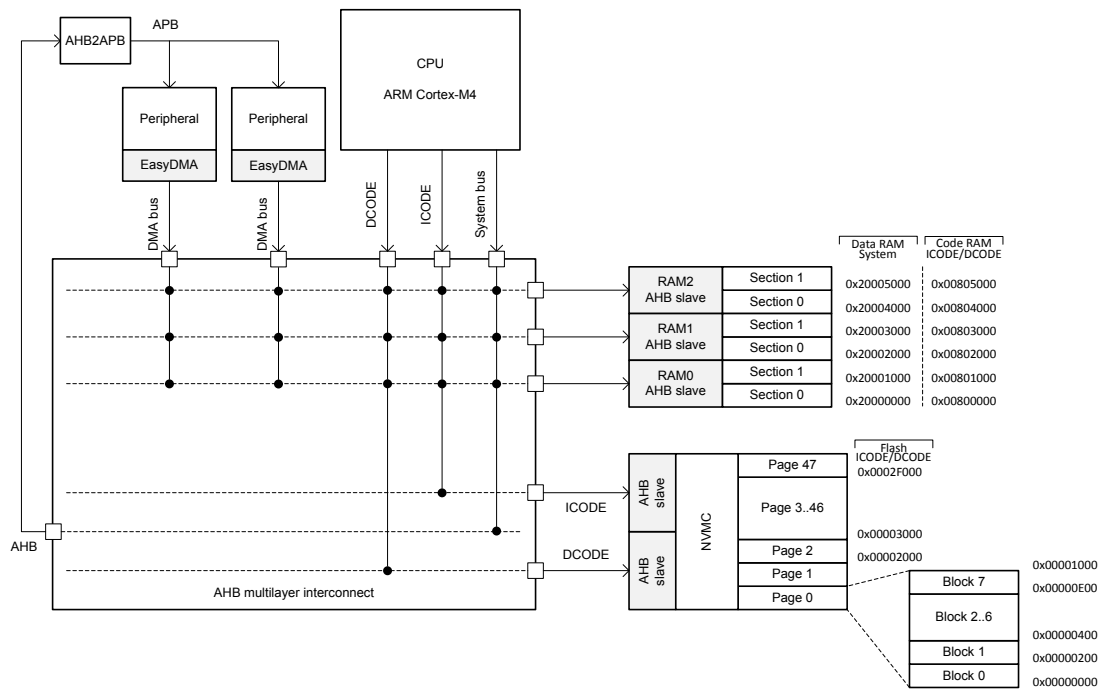 AHB2APB
APB
CPU
ARM Cortex-M4
Peripheral
Peripheral
EasyDMA
EasyDMA
DMA bus
DMA bus
DCODE
ICODE
System bus
Data RAM
System
Code RAM
ICODE/DCODE
RAM2
AHB slave
Section 1
Section 0
0x20005000
0x00805000
0x20004000
0x00804000
RAM1
AHB slave
Section 1
Section 0
0x20003000
0x00803000
0x20002000
0x00802000
RAM0
AHB slave
Section 1
Section 0
0x20001000
0x00801000
0x20000000
0x00800000
Flash
ICODE/DCODE
0x0002F000
Page 47
Page 3..46
0x00003000
Page 2
0x00002000
Page 1
Page 0
AHB
slave
AHB
slave
NVMC
ICODE
DCODE
AHB
AHB multilayer interconnect
0x00001000
Block 7
0x00000E00
Block 2..6
0x00000400
Block 1
0x00000200
Block 0
0x00000000